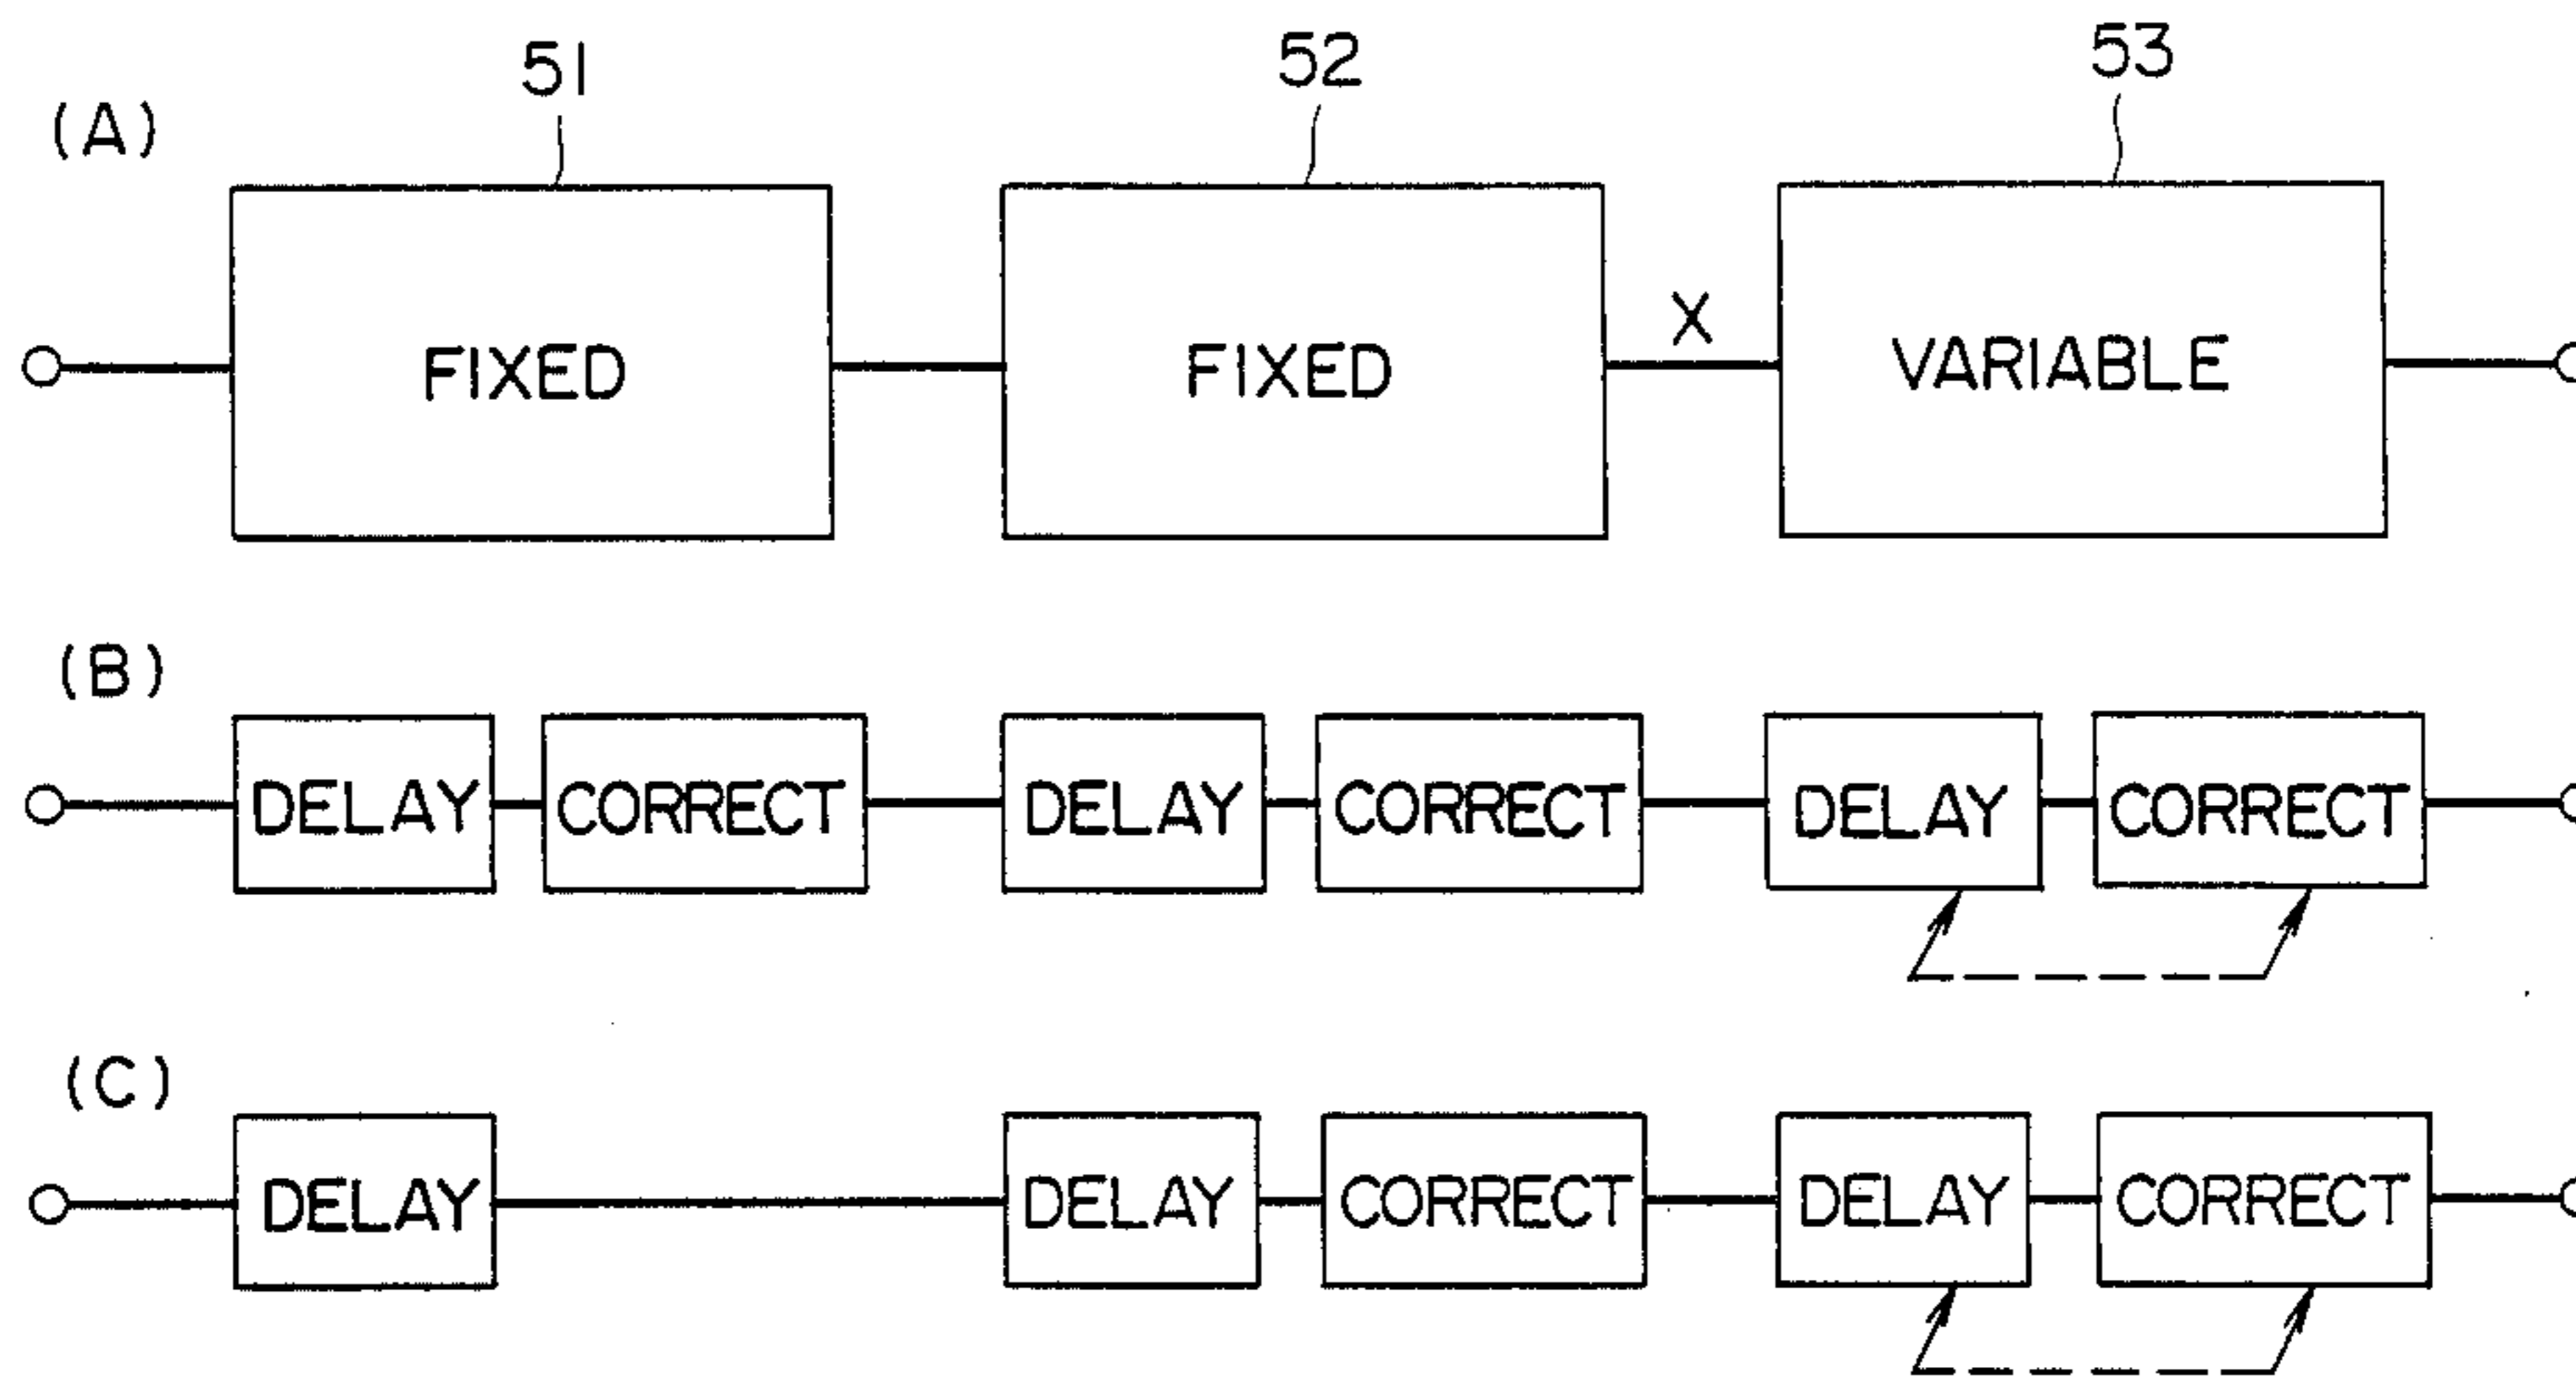 (A)
51
52
53
FIXED
FIXED
X
VARIABLE
(B)
DELAY
CORRECT
DELAY
CORRECT
DELAY
CORRECT
(C)
DELAY
DELAY
CORRECT
DELAY
CORRECT